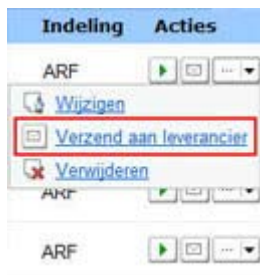 Indeling Acties
ARF
Wijzigen
Verzend aan leverancier
Verwijderen
ARF
ARF